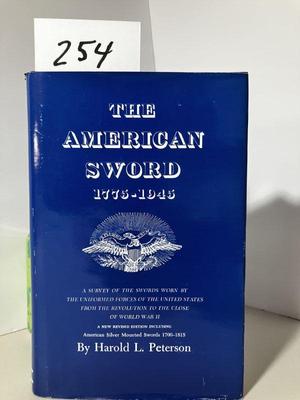 254
THE
AMERICAN
SWORD
1775-1945
A SURVEY OF THE SWORDS WORN BY
THE UNIFORMED FORCES OF THE UNITED STATES
FROM THE REVOLUTION TO THE CLOSE
OF WORLD WAR II
A NEW REVISED EDITION INCLUDING
American Silver Mounted Swords 1700-1815
By Harold L. Peterson